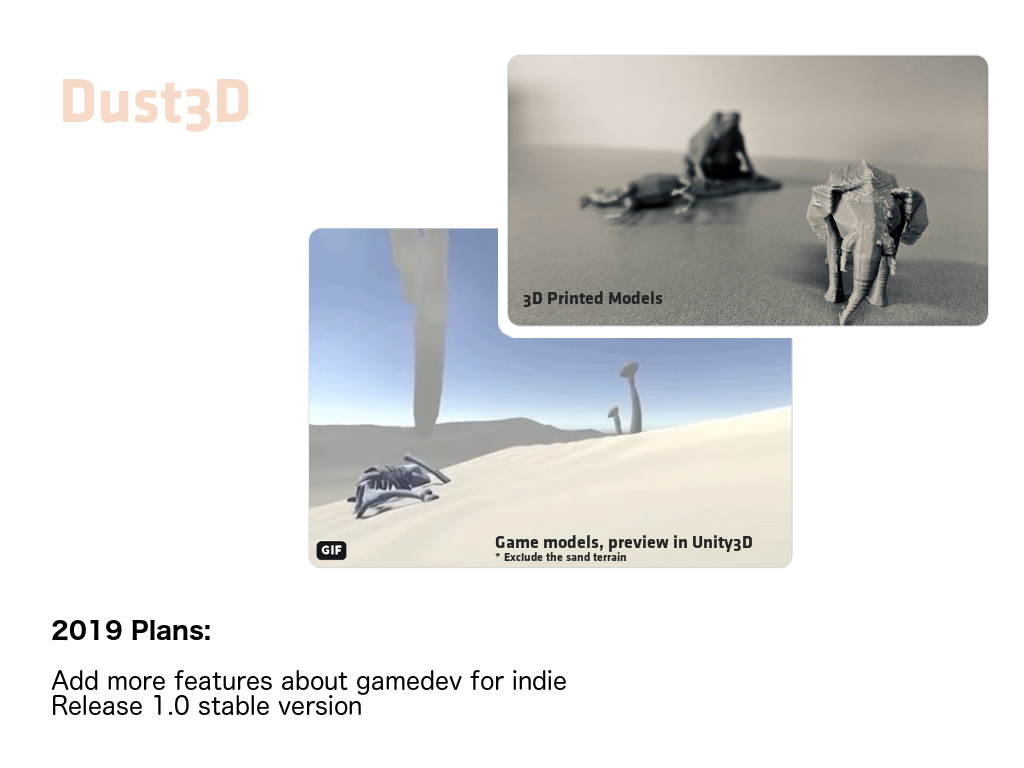 Dust3D
3D Printed Models
Game models, preview in Unity3D
* Exclude the sand terrain
GIF
2019 Plans:
Add more features about gamedev for indie
Release 1.0 stable version